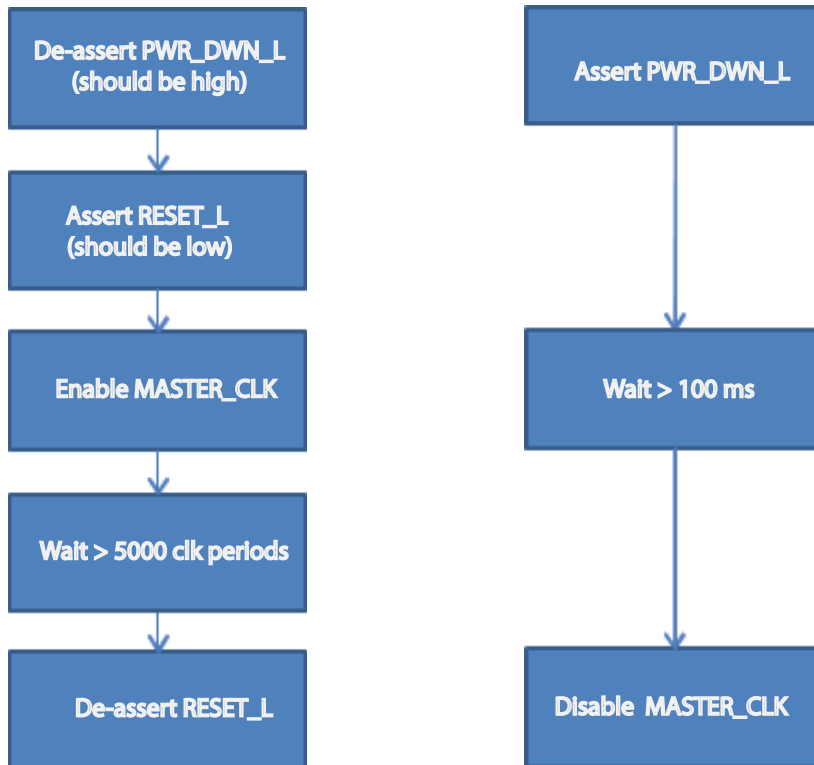 De-assert PWR_DWN_L
(should be high)
Assert RESET_L
(should be low)
Enable MASTER_CLK
Wait > 5000 clk periods
De-assert RESET_L
Assert PWR_DWN_L
Wait > 100 ms
Disable MASTER_CLK